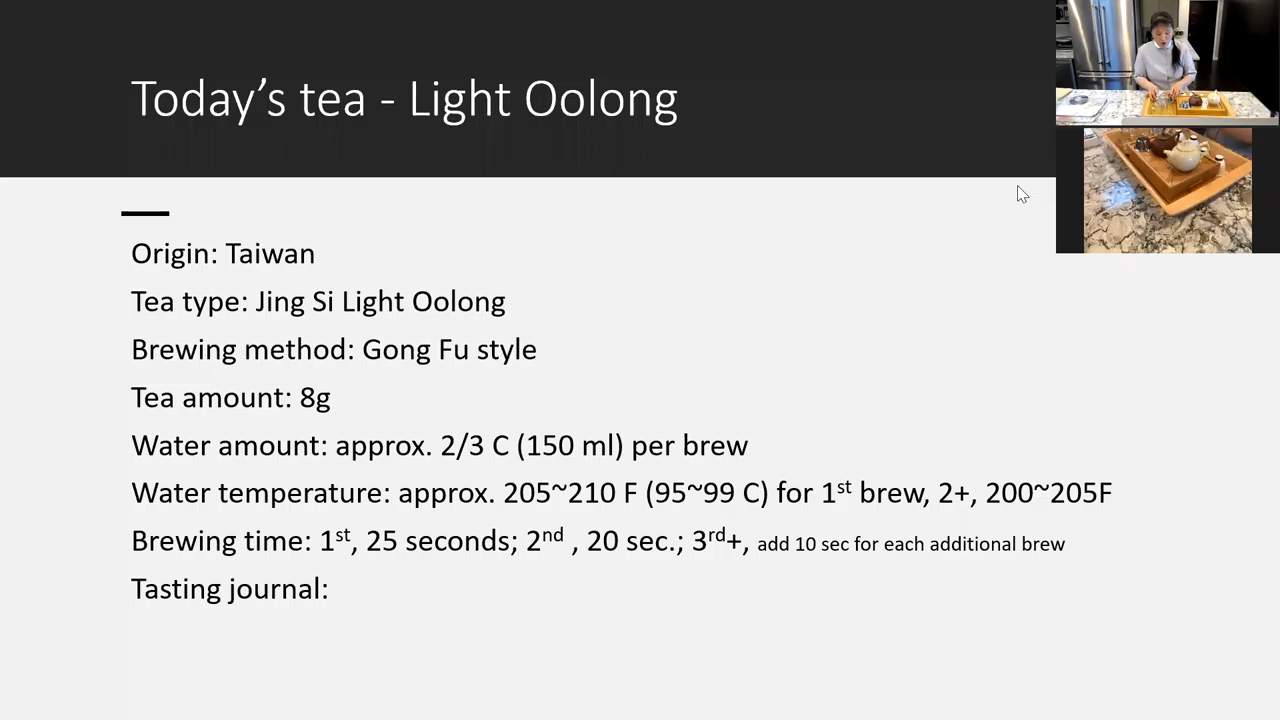 Today’s tea - Light Oolong
Origin: Taiwan
Tea type: Jing Si Light Oolong
Brewing method: Gong Fu style
Tea amount: 8g
Water amount: approx. 2/3 C (150 ml) per brew
Water temperature: approx. 205~210 F (95~99 C) for 1st brew, 2+, 200~205F
Brewing time: 1st, 25 seconds; 2nd , 20 sec.; 3rd+, add 10 sec for each additional brew
Tasting journal: